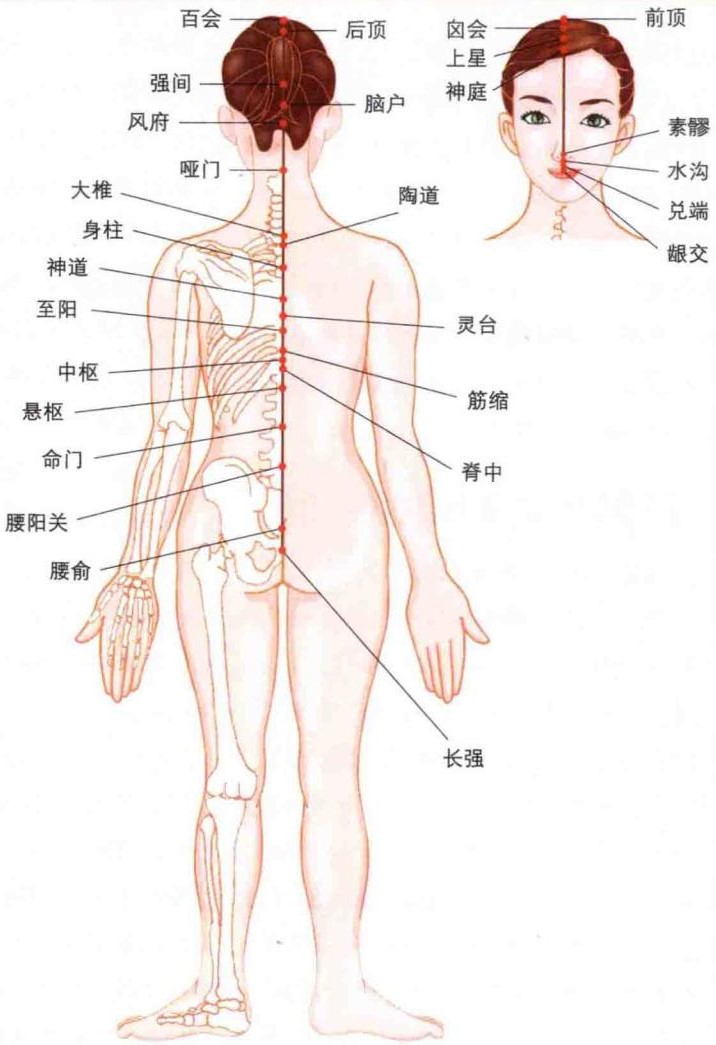 百会
后顶
强间
脑户
风府
哑门
大椎
陶道
身柱
神道
至阳
灵台
中枢
筋缩
悬枢
命门
脊中
腰阳关
腰俞
长强
前顶
囟会
上星
神庭
素髎
水沟
兑端
龈交